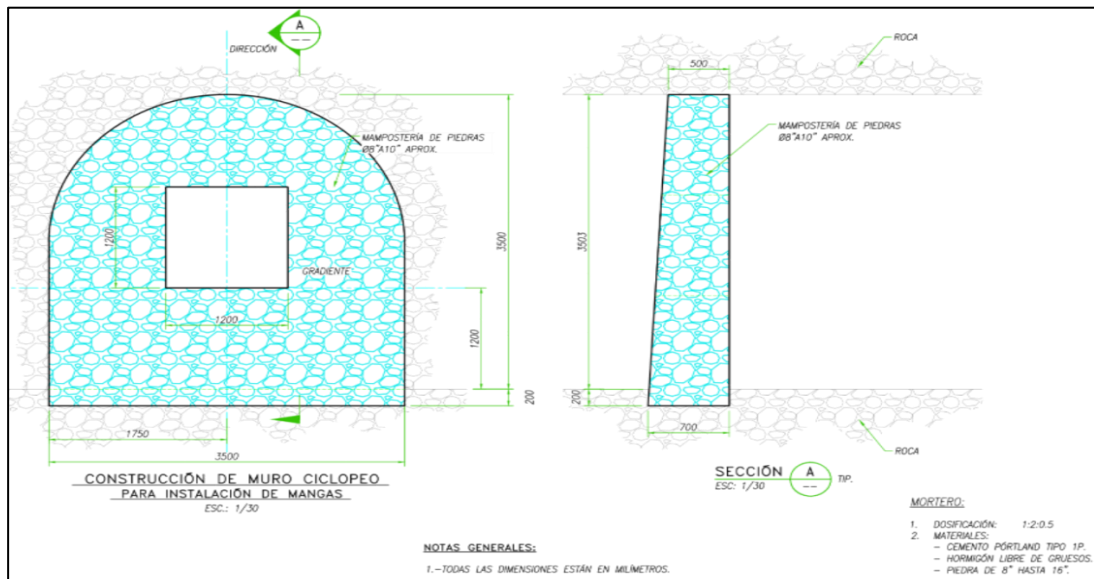 A
--
DIRECCIÓN
MAMPOSTERÍA DE PIEDRAS
Ø8"A10" APROX.
1200
GRADIENTE
1200
3500
1200
200
1750
3500
CONSTRUCCIÓN DE MURO CICLOPEO
PARA INSTALACIÓN DE MANGAS
ESC.: 1/30
ROCA
500
MAMPOSTERÍA DE PIEDRAS
Ø8"A10" APROX.
3503
200
700
ROCA
SECCIÓN A TIP.
--
ESC: 1/30
MORTERO:
1. DOSIFICACIÓN: 1:2:0.5
2. MATERIALES:
- CEMENTO PÓRTLAND TIPO 1P.
- HORMIGÓN LIBRE DE GRUESOS.
- PIEDRA DE 8" HASTA 16".
NOTAS GENERALES:
1.-TODAS LAS DIMENSIONES ESTÁN EN MILÍMETROS.